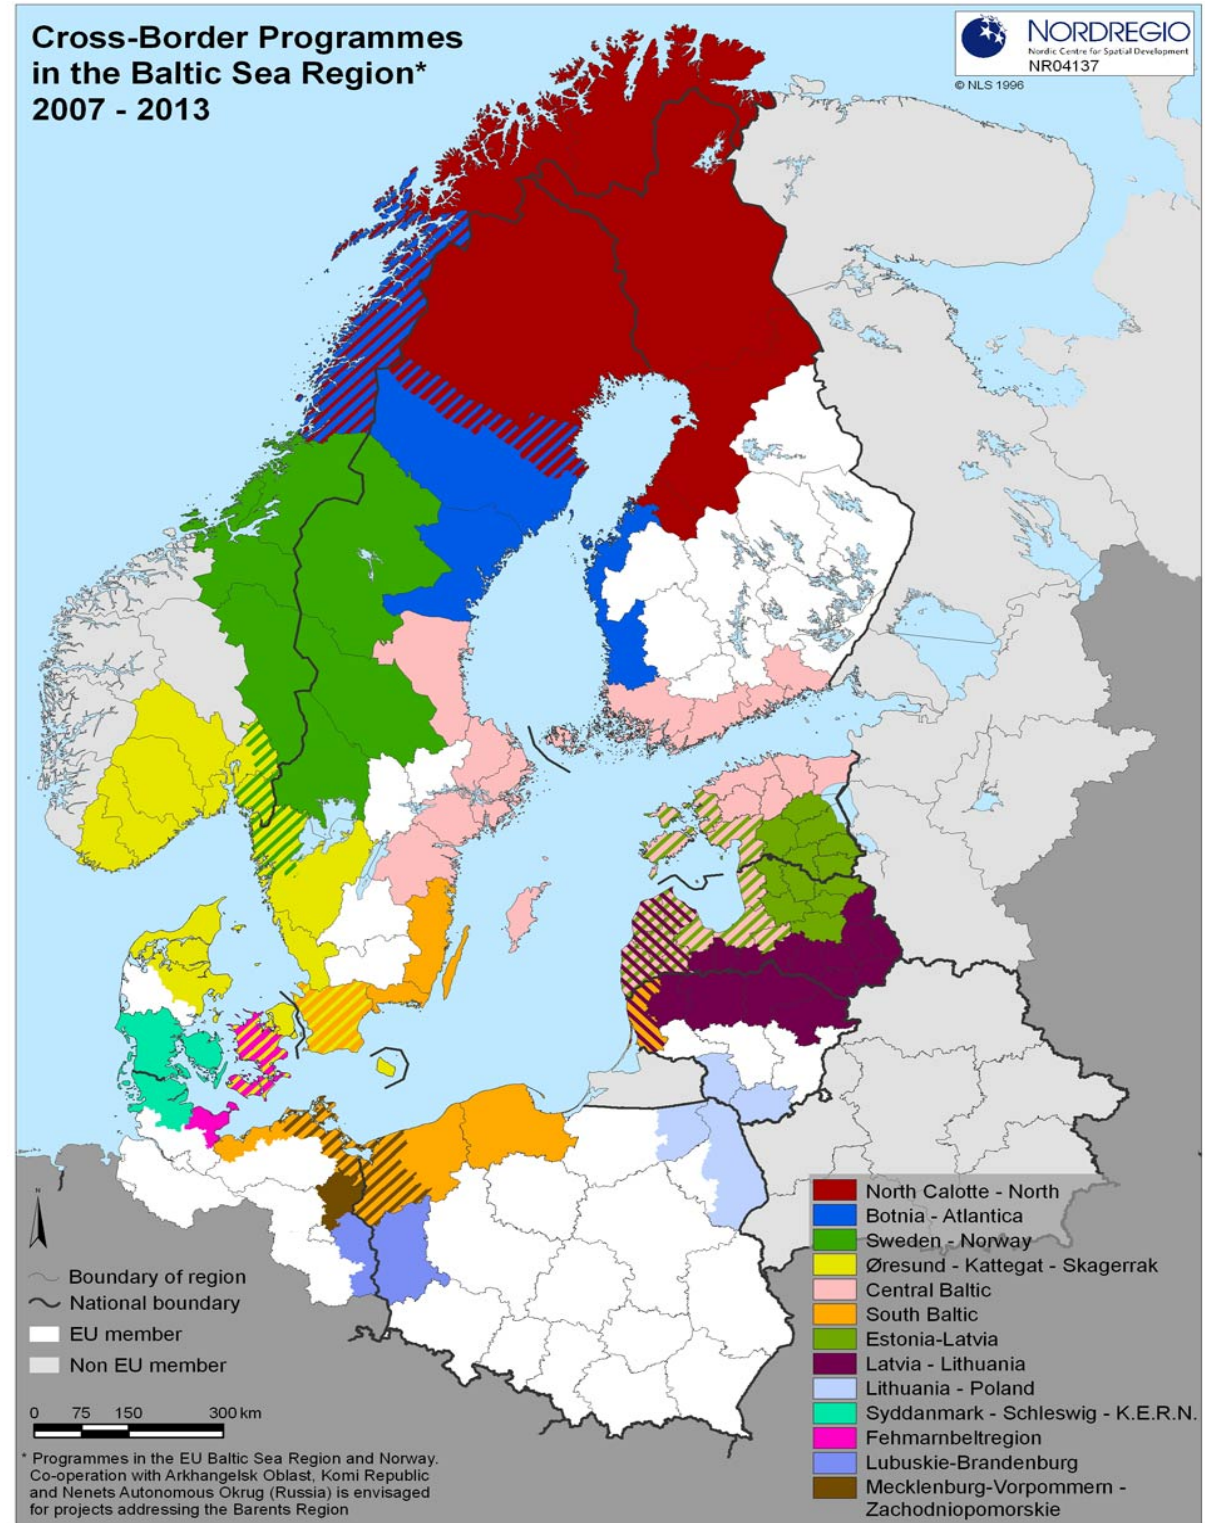 Cross-Border Programmes
in the Baltic Sea Region*
2007 - 2013
NORDREGIO
Nordic Centre for Spatial Development
NR04137
© NLS 1996
N
Boundary of region
National boundary
EU member
Non EU member
0 75 150 300 km
* Programmes in the EU Baltic Sea Region and Norway.
Co-operation with Arkhangelsk Oblast, Komi Republic
and Nenets Autonomous Okrug (Russia) is envisaged
for projects addressing the Barents Region
North Calotte - North
Botnia - Atlantica
Sweden - Norway
Øresund - Kattegat - Skagerrak
Central Baltic
South Baltic
Estonia-Latvia
Latvia - Lithuania
Lithuania - Poland
Syddanmark - Schleswig - K.E.R.N.
Fehmarnbeltregion
Lubuskie-Brandenburg
Mecklenburg-Vorpommern -
Zachodniopomorskie